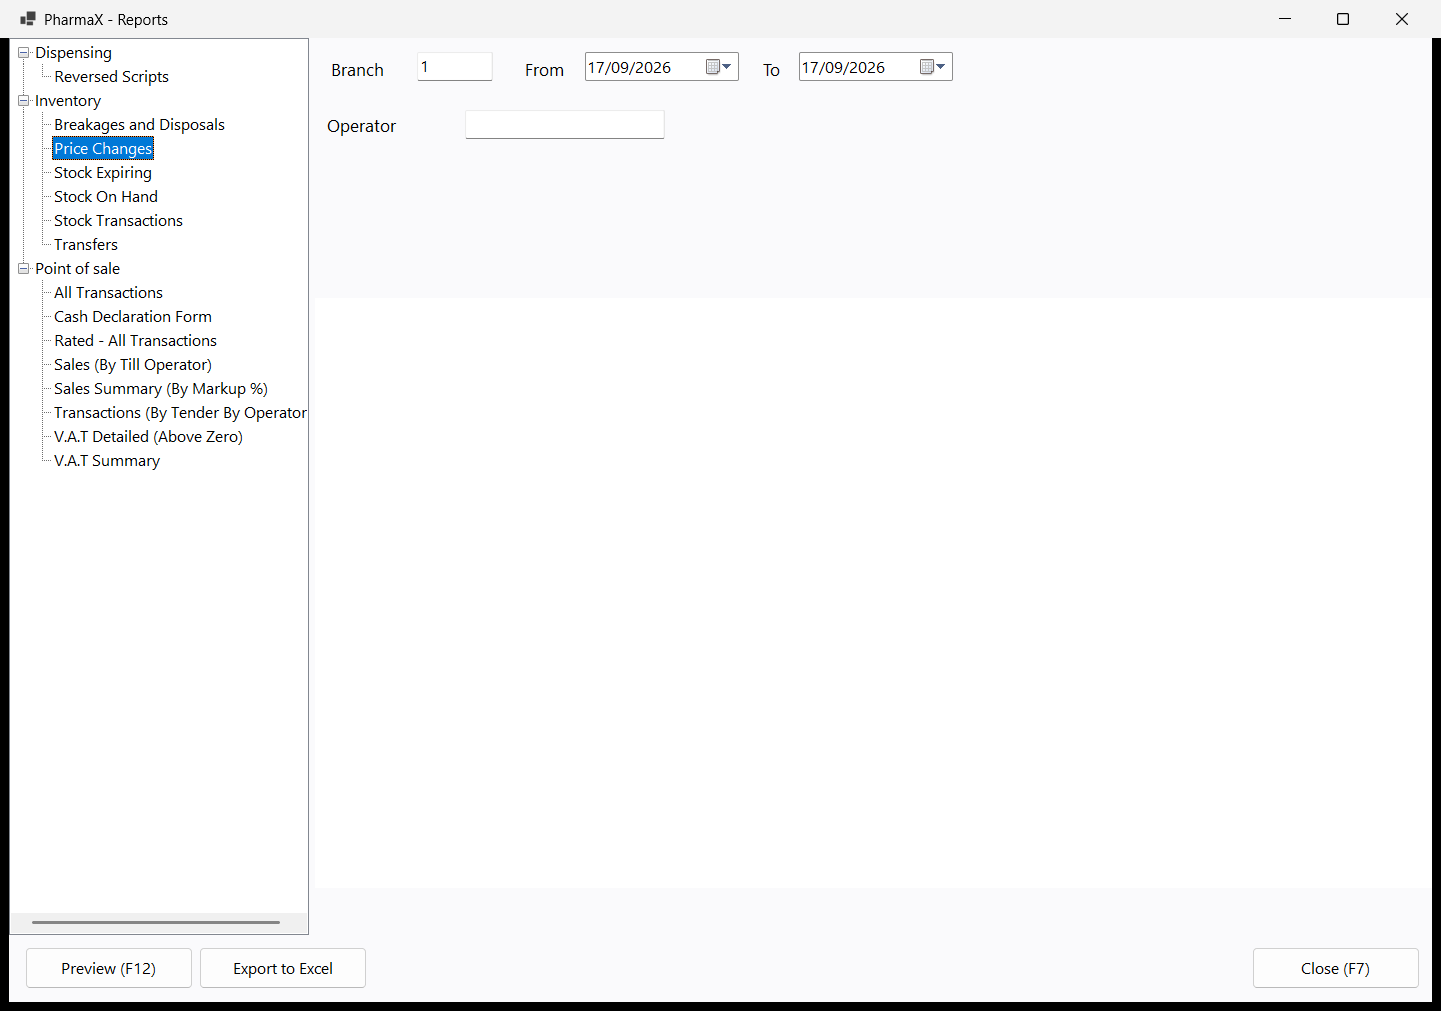 PharmaX - Reports
Dispensing
Reversed Scripts
Inventory
Breakages and Disposals
Price Changes
Stock Expiring
Stock On Hand
Stock Transactions
Transfers
Point of sale
All Transactions
Cash Declaration Form
Rated - All Transactions
Sales (By Till Operator)
Sales Summary (By Markup %)
Transactions (By Tender By Operator
V.A.T Detailed (Above Zero)
V.A.T Summary
Branch 1 From 17/09/2026 To 17/09/2026
Operator
Preview (F12) Export to Excel Close (F7)